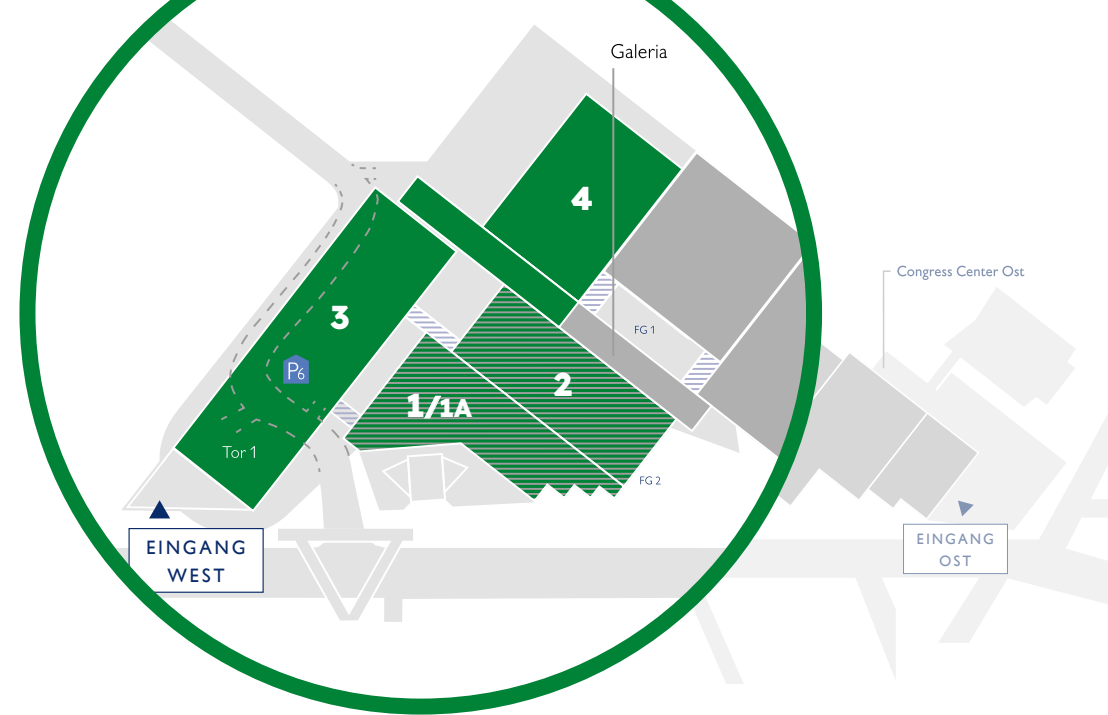 Galeria
4
Congress Center Ost
3
FG 1
P6
2
1/1A
Tor 1
FG 2
EINGANG
WEST
EINGANG
OST